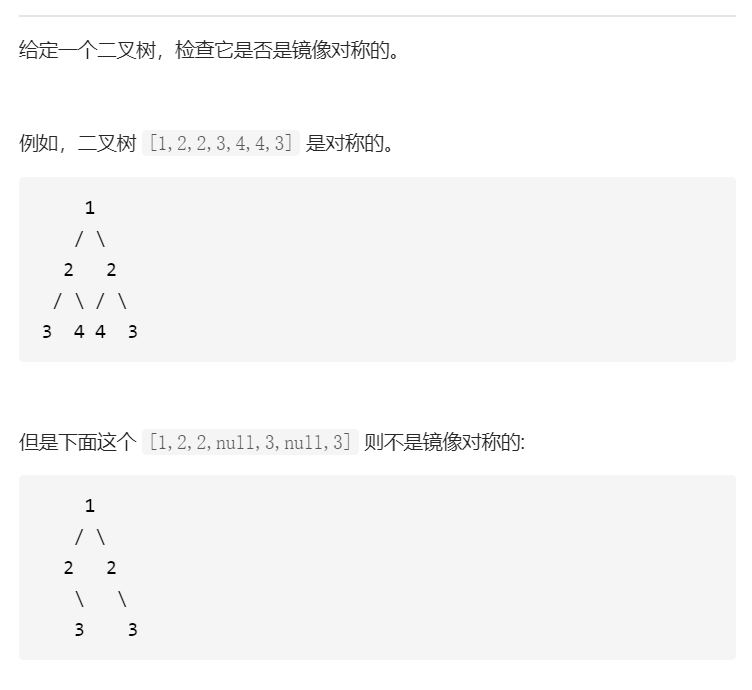 给定一个二叉树，检查它是否是镜像对称的。
例如，二叉树 [1,2,2,3,4,4,3] 是对称的。
    1
   / \
  2   2
 / \ / \
3  4 4  3
但是下面这个 [1,2,2,null,3,null,3] 则不是镜像对称的:
    1
   / \
  2   2
   \   \
   3    3